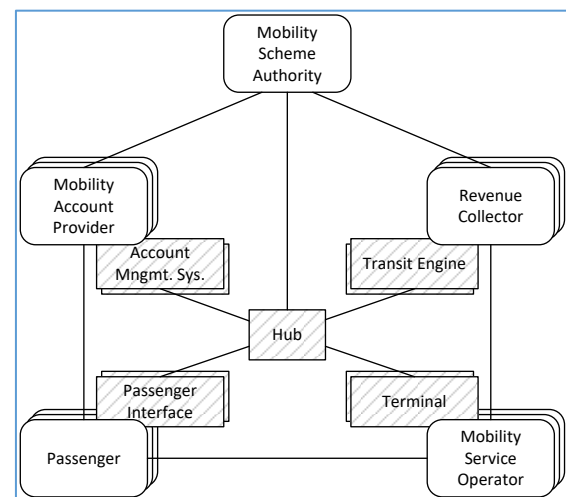 Mobility
Scheme
Authority
Mobility
Account
Provider
Revenue
Collector
Account
Mngmt. Sys.
Transit Engine
Hub
Passenger
Interface
Terminal
Passenger
Mobility
Service
Operator